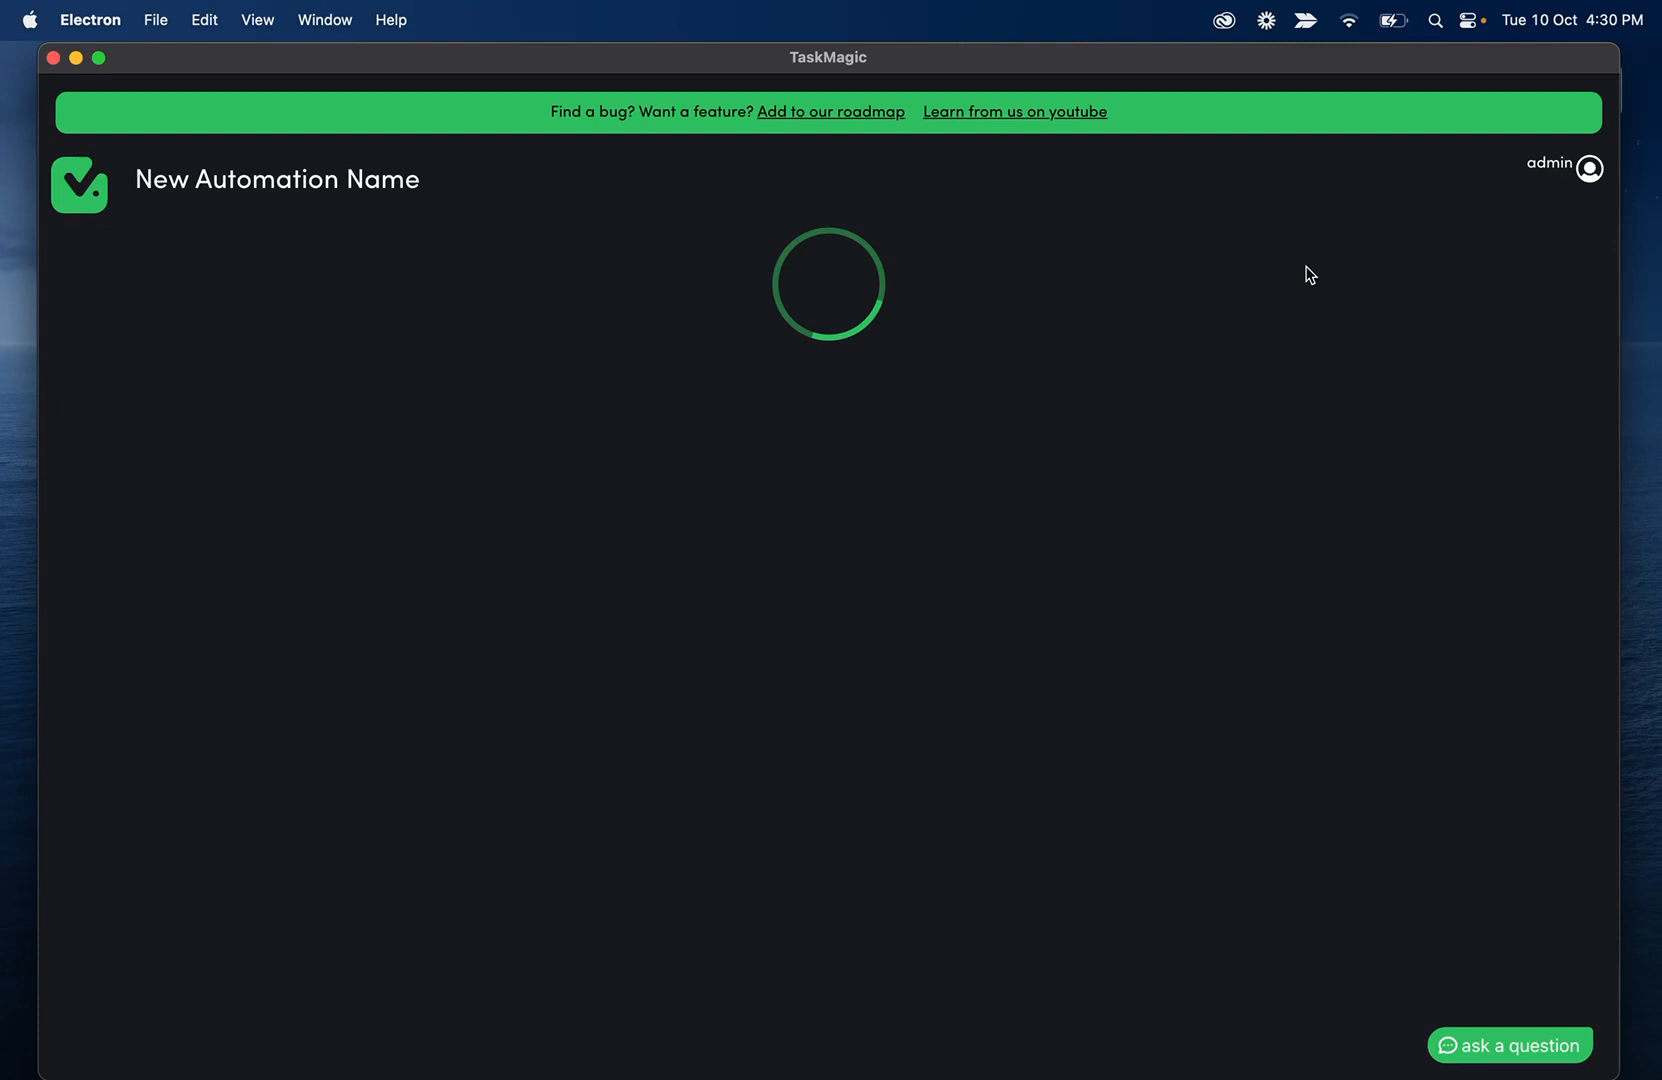 Electron File Edit View Window Help Tue 10 Oct 4:30 PM
TaskMagic
Find a bug? Want a feature? Add to our roadmap Learn from us on youtube
New Automation Name
admin
ask a question